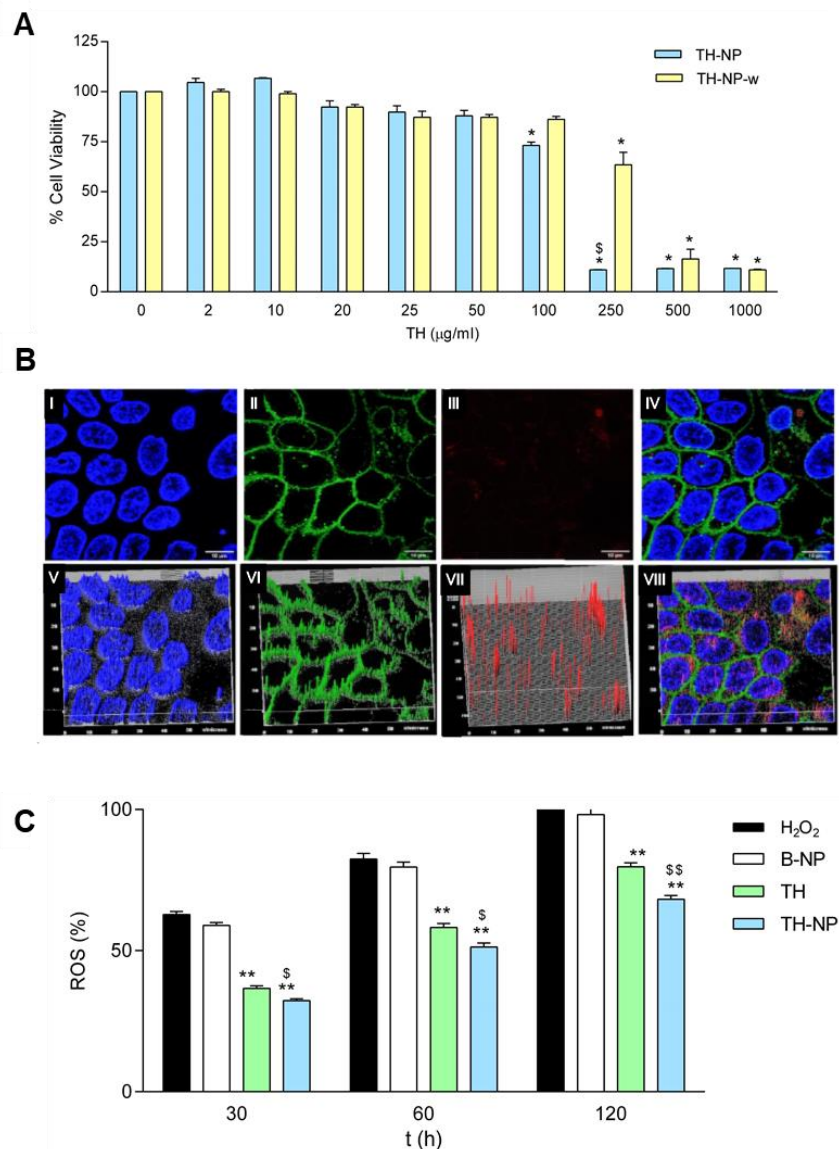 A
125
100
75
50
25
0
% Cell Viability
TH-NP
TH-NP-w
*
*
$
*
*
*
*
*
0 2 10 20 25 50 100 250 500 1000
TH (µg/ml)
B
I II III IV
V VI VII VIII
C
100
50
0
ROS (%)
H₂O₂
B-NP
TH
TH-NP
**
$
**
**
$
**
**
$$
**
30 60 120
t (h)